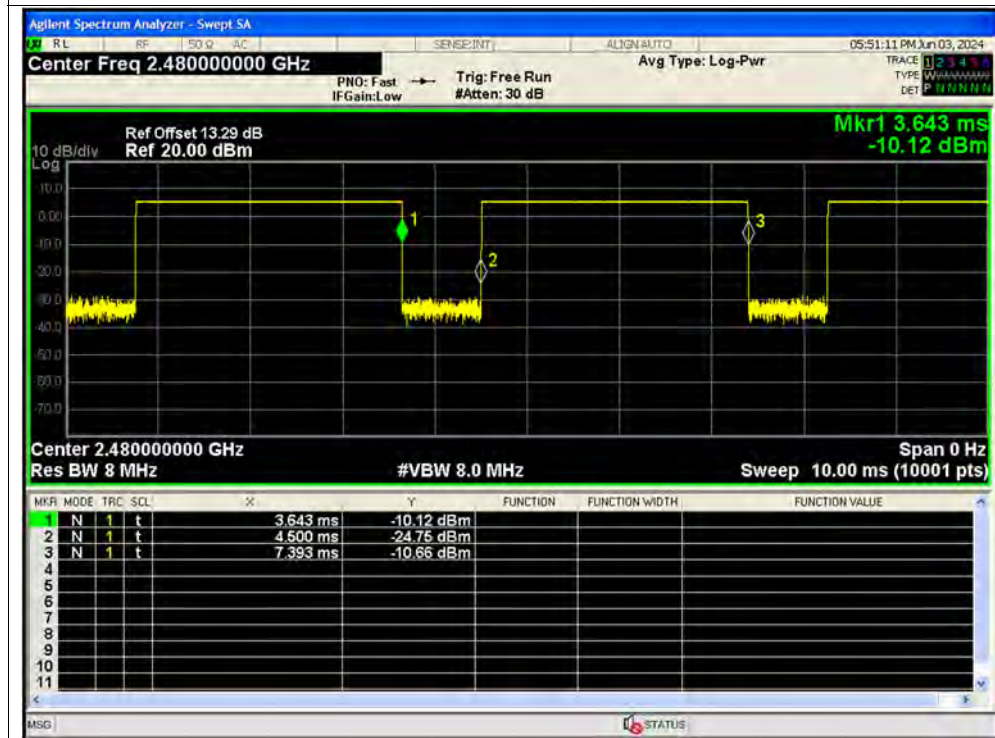 Agilent Spectrum Analyzer - Swept SA
RL RF 50 Ω AC SENSE:INT ALIGN AUTO 05:51:11 PM Jun 03, 2024
Center Freq 2.480000000 GHz Avg Type: Log-Pwr TRACE 1 2 3 4 5 6
PNO: Fast Trig: Free Run TYPE
IFGain:Low #Atten: 30 dB DET P N N N N N
Mkr1 3.643 ms
-10.12 dBm
Ref Offset 13.29 dB
10 dB/div Ref 20.00 dBm
Log
10.0
0.00
-10.0
-20.0
-30.0
-40.0
-50.0
-60.0
-70.0
1
2
3
Center 2.480000000 GHz Span 0 Hz
Res BW 8 MHz #VBW 8.0 MHz Sweep 10.00 ms (10001 pts)
MKR MODE TRC SCL X Y FUNCTION FUNCTION WIDTH FUNCTION VALUE
1 N 1 t 3.643 ms -10.12 dBm
2 N 1 t 4.500 ms -24.75 dBm
3 N 1 t 7.393 ms -10.66 dBm
4
5
6
7
8
9
10
11
MSG STATUS